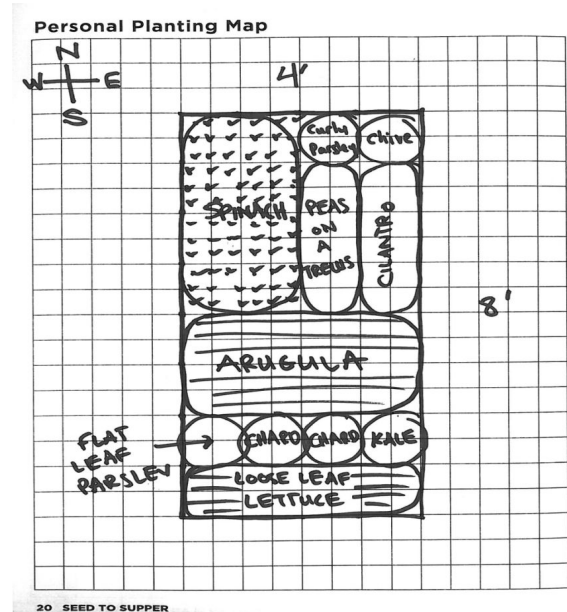 Personal Planting Map
N
W E
S
4'
Curly
Parsley
Chive
SPINACH
PEAS
ON
A
TRELLIS
CILANTRO
8'
ARUGULA
FLAT
LEAF
PARSLEY
CHARD
CHARD
KALE
LOOSE LEAF
LETTUCE
20 SEED TO SUPPER